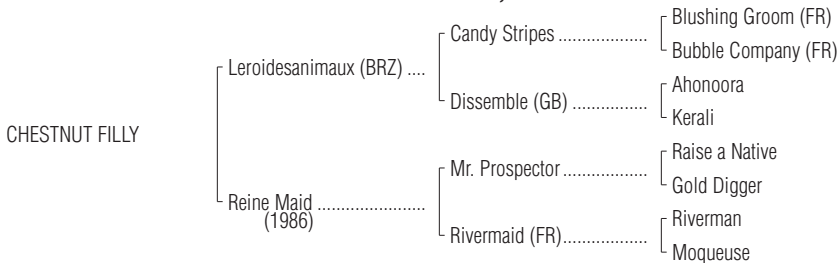 Blushing Groom (FR)
Candy Stripes ...................
Bubble Company (FR)
Leroidesanimaux (BRZ) ....
Ahonoora
Dissemble (GB) ................
Kerali
CHESTNUT FILLY
Raise a Native
Mr. Prospector..................
Gold Digger
Reine Maid .......................
(1986)
Riverman
Rivermaid (FR)..................
Moqueuse